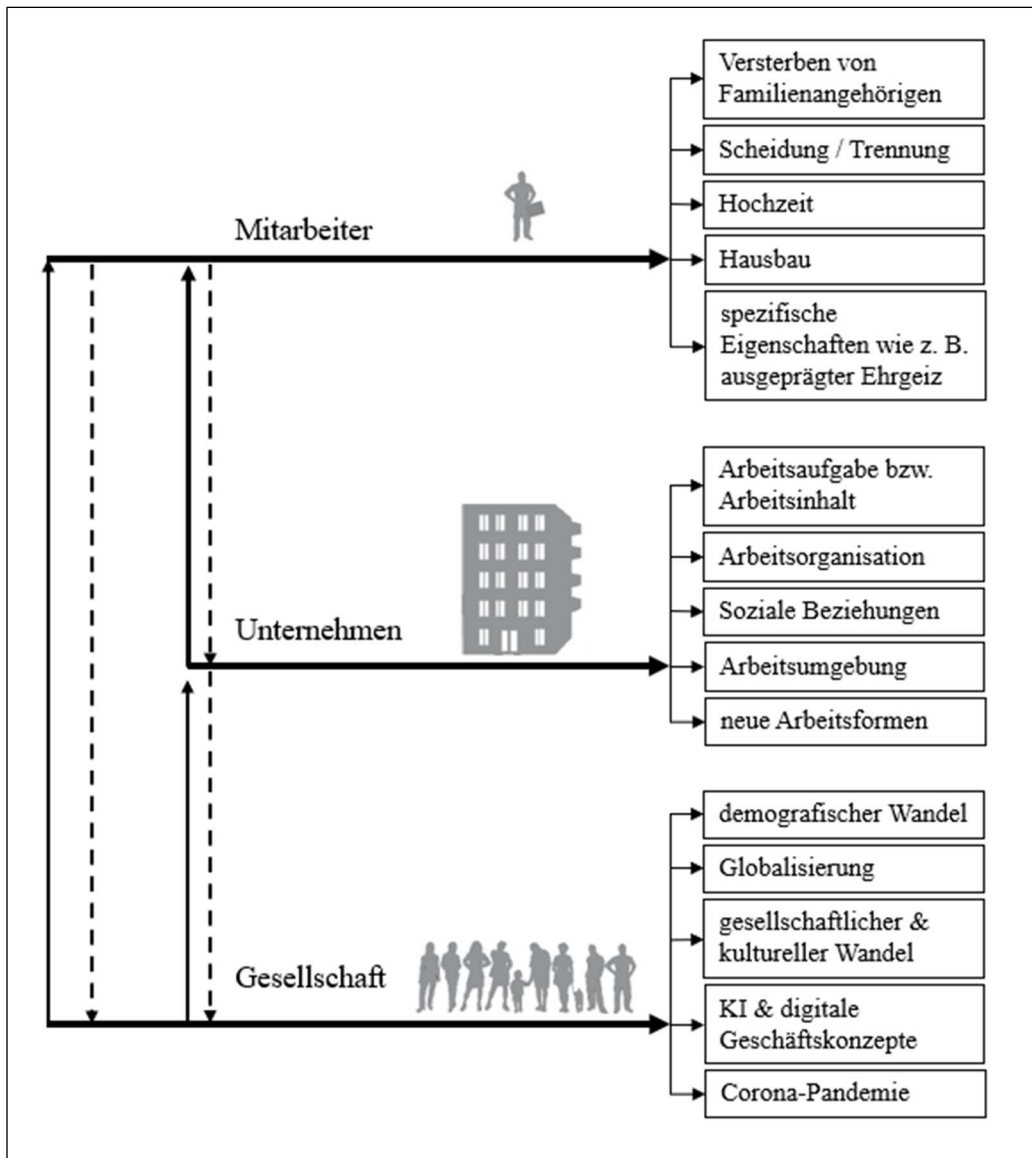 Mitarbeiter
Versterben von
Familienangehörigen
Scheidung / Trennung
Hochzeit
Hausbau
spezifische
Eigenschaften wie z. B.
ausgeprägter Ehrgeiz
Unternehmen
Arbeitsaufgabe bzw.
Arbeitsinhalt
Arbeitsorganisation
Soziale Beziehungen
Arbeitsumgebung
neue Arbeitsformen
Gesellschaft
demografischer Wandel
Globalisierung
gesellschaftlicher &
kultureller Wandel
KI & digitale
Geschäftskonzepte
Corona-Pandemie